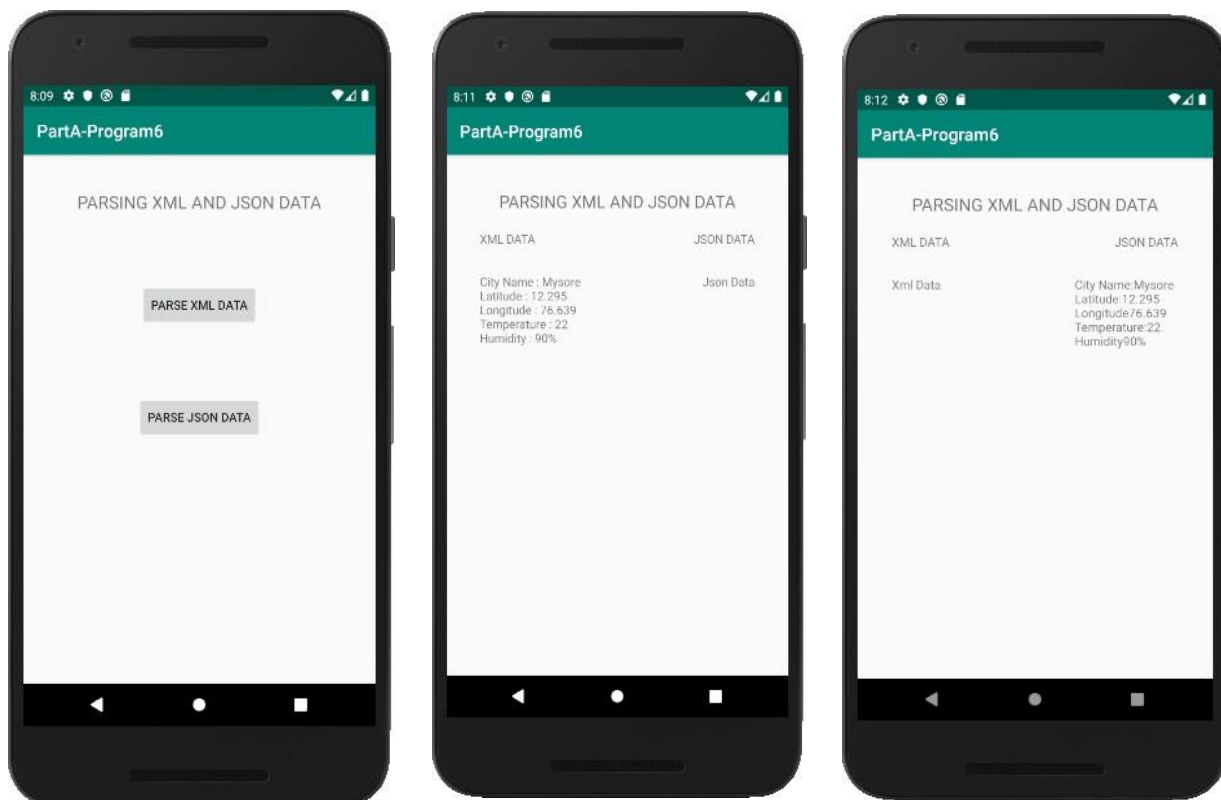 8:09
PartA-Program6
PARSING XML AND JSON DATA
PARSE XML DATA
PARSE JSON DATA
8:11
PartA-Program6
PARSING XML AND JSON DATA
XML DATA
JSON DATA
City Name : Mysore
Latitude : 12.295
Longitude : 76.639
Temperature : 22
Humidity : 90%
Json Data
8:12
PartA-Program6
PARSING XML AND JSON DATA
XML DATA
JSON DATA
Xml Data
City Name:Mysore
Latitude:12.295
Longitude76.639
Temperature:22
Humidity90%